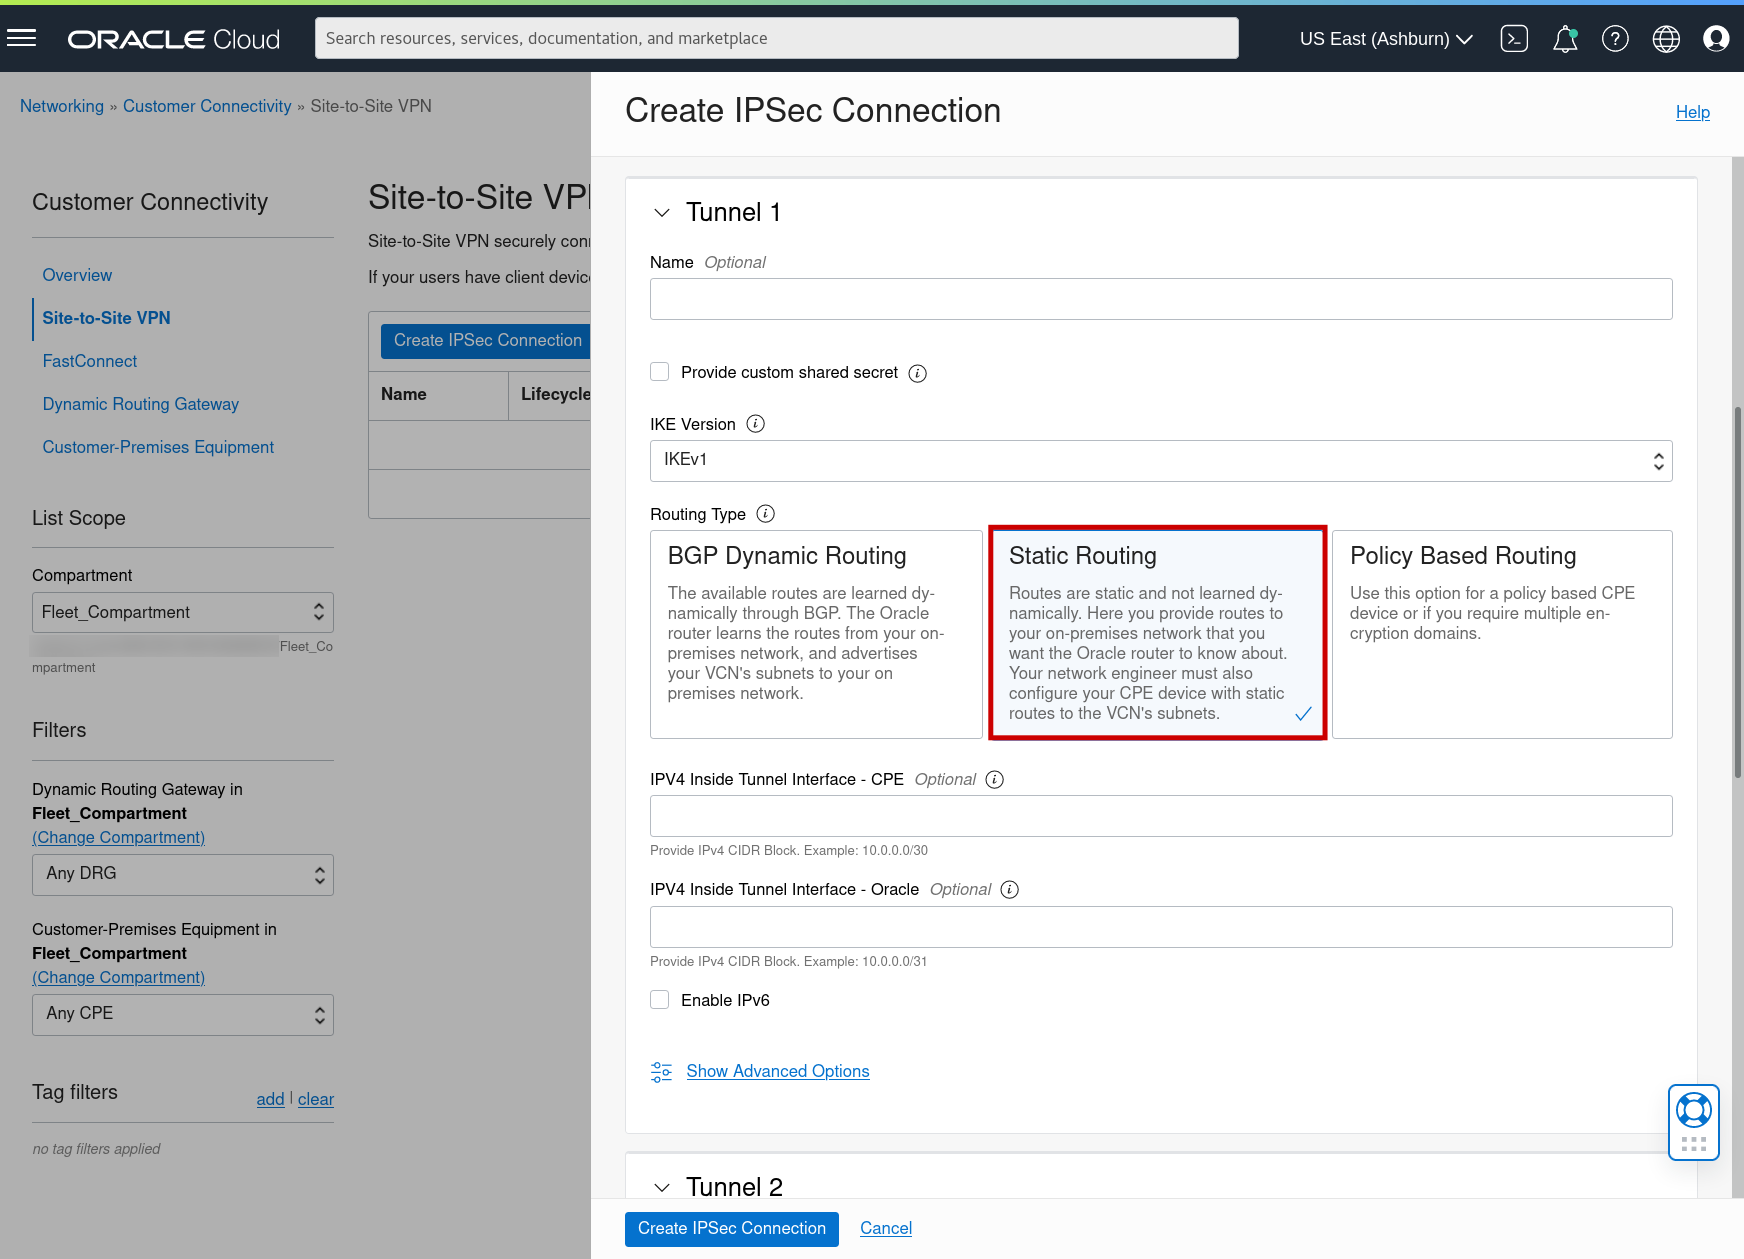 ORACLE Cloud
Search resources, services, documentation, and marketplace
US East (Ashburn)
Networking » Customer Connectivity » Site-to-Site VPN
Customer Connectivity
Overview
Site-to-Site VPN
FastConnect
Dynamic Routing Gateway
Customer-Premises Equipment
List Scope
Compartment
Fleet_Compartment
Fleet_Co
mpartment
Filters
Dynamic Routing Gateway in
Fleet_Compartment
(Change Compartment)
Any DRG
Customer-Premises Equipment in
Fleet_Compartment
(Change Compartment)
Any CPE
Tag filters
add | clear
no tag filters applied
Site-to-Site VP
Site-to-Site VPN securely con
If your users have client device
Create IPSec Connection
Name
Lifecycle
Create IPSec Connection
Help
Tunnel 1
Name Optional
Provide custom shared secret
IKE Version
IKEv1
Routing Type
BGP Dynamic Routing
The available routes are learned dy-
namically through BGP. The Oracle
router learns the routes from your on-
premises network, and advertises
your VCN's subnets to your on
premises network.
Static Routing
Routes are static and not learned dy-
namically. Here you provide routes to
your on-premises network that you
want the Oracle router to know about.
Your network engineer must also
configure your CPE device with static
routes to the VCN's subnets.
Policy Based Routing
Use this option for a policy based CPE
device or if you require multiple en-
cryption domains.
IPV4 Inside Tunnel Interface - CPE Optional
Provide IPv4 CIDR Block. Example: 10.0.0.0/30
IPV4 Inside Tunnel Interface - Oracle Optional
Provide IPv4 CIDR Block. Example: 10.0.0.0/31
Enable IPv6
Show Advanced Options
Tunnel 2
Create IPSec Connection
Cancel